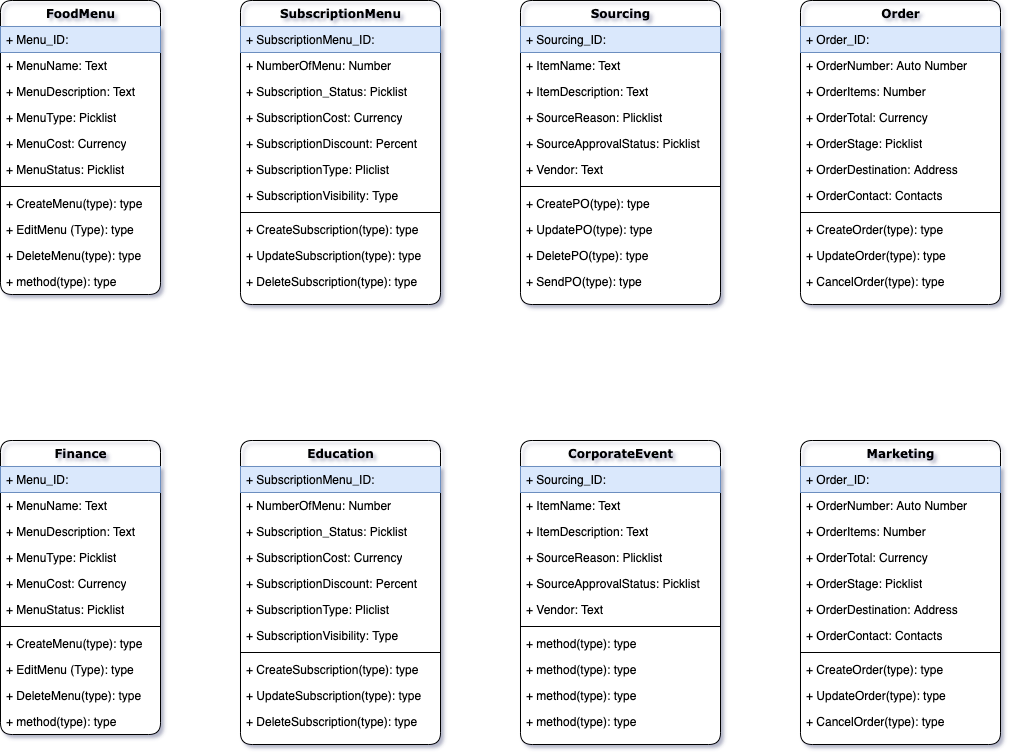 FoodMenu
+ Menu_ID:
+ MenuName: Text
+ MenuDescription: Text
+ MenuType: Picklist
+ MenuCost: Currency
+ MenuStatus: Picklist
+ CreateMenu(type): type
+ EditMenu (Type): type
+ DeleteMenu(type): type
+ method(type): type
SubscriptionMenu
+ SubscriptionMenu_ID:
+ NumberOfMenu: Number
+ Subscription_Status: Picklist
+ SubscriptionCost: Currency
+ SubscriptionDiscount: Percent
+ SubscriptionType: Pliclist
+ SubscriptionVisibility: Type
+ CreateSubscription(type): type
+ UpdateSubscription(type): type
+ DeleteSubscription(type): type
Sourcing
+ Sourcing_ID:
+ ItemName: Text
+ ItemDescription: Text
+ SourceReason: Plicklist
+ SourceApprovalStatus: Picklist
+ Vendor: Text
+ CreatePO(type): type
+ UpdatePO(type): type
+ DeletePO(type): type
+ SendPO(type): type
Order
+ Order_ID:
+ OrderNumber: Auto Number
+ OrderItems: Number
+ OrderTotal: Currency
+ OrderStage: Picklist
+ OrderDestination: Address
+ OrderContact: Contacts
+ CreateOrder(type): type
+ UpdateOrder(type): type
+ CancelOrder(type): type
Finance
+ Menu_ID:
+ MenuName: Text
+ MenuDescription: Text
+ MenuType: Picklist
+ MenuCost: Currency
+ MenuStatus: Picklist
+ CreateMenu(type): type
+ EditMenu (Type): type
+ DeleteMenu(type): type
+ method(type): type
Education
+ SubscriptionMenu_ID:
+ NumberOfMenu: Number
+ Subscription_Status: Picklist
+ SubscriptionCost: Currency
+ SubscriptionDiscount: Percent
+ SubscriptionType: Pliclist
+ SubscriptionVisibility: Type
+ CreateSubscription(type): type
+ UpdateSubscription(type): type
+ DeleteSubscription(type): type
CorporateEvent
+ Sourcing_ID:
+ ItemName: Text
+ ItemDescription: Text
+ SourceReason: Plicklist
+ SourceApprovalStatus: Picklist
+ Vendor: Text
+ method(type): type
+ method(type): type
+ method(type): type
+ method(type): type
Marketing
+ Order_ID:
+ OrderNumber: Auto Number
+ OrderItems: Number
+ OrderTotal: Currency
+ OrderStage: Picklist
+ OrderDestination: Address
+ OrderContact: Contacts
+ CreateOrder(type): type
+ UpdateOrder(type): type
+ CancelOrder(type): type